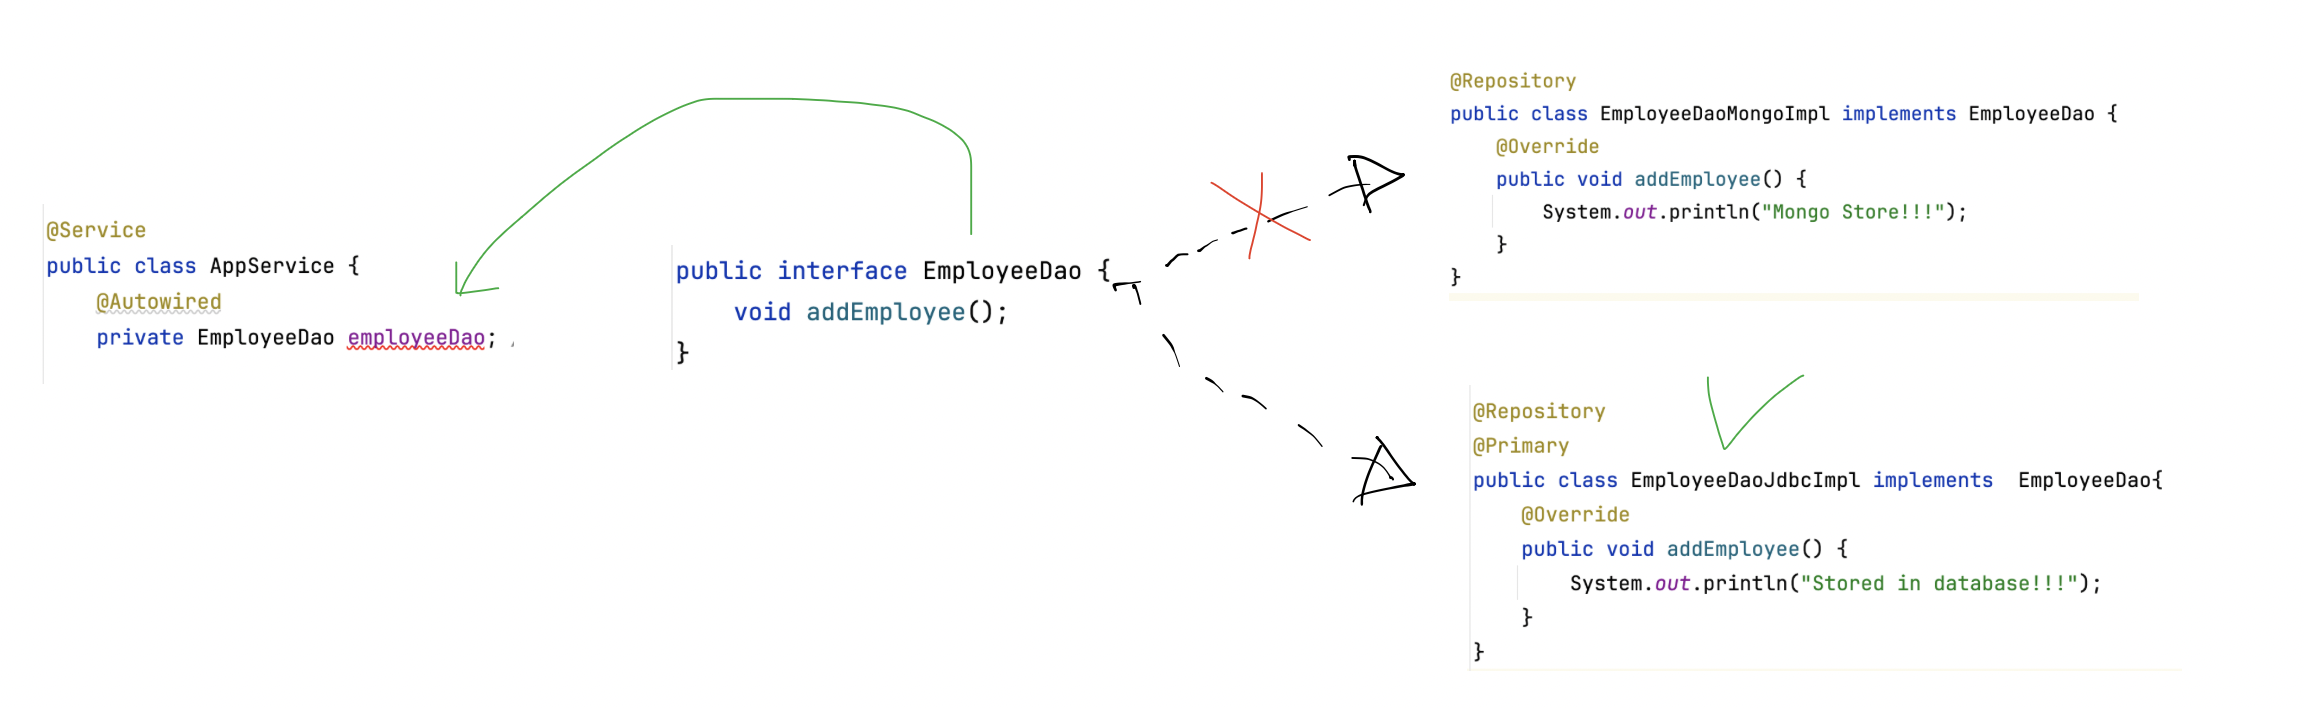 @Service
public class AppService {
    @Autowired
    private EmployeeDao employeeDao;
public interface EmployeeDao {
    void addEmployee();
}
@Repository
public class EmployeeDaoMongoImpl implements EmployeeDao {
    @Override
    public void addEmployee() {
        System.out.println("Mongo Store!!!");
    }
}
@Repository
@Primary
public class EmployeeDaoJdbcImpl implements  EmployeeDao{
    @Override
    public void addEmployee() {
        System.out.println("Stored in database!!!");
    }
}